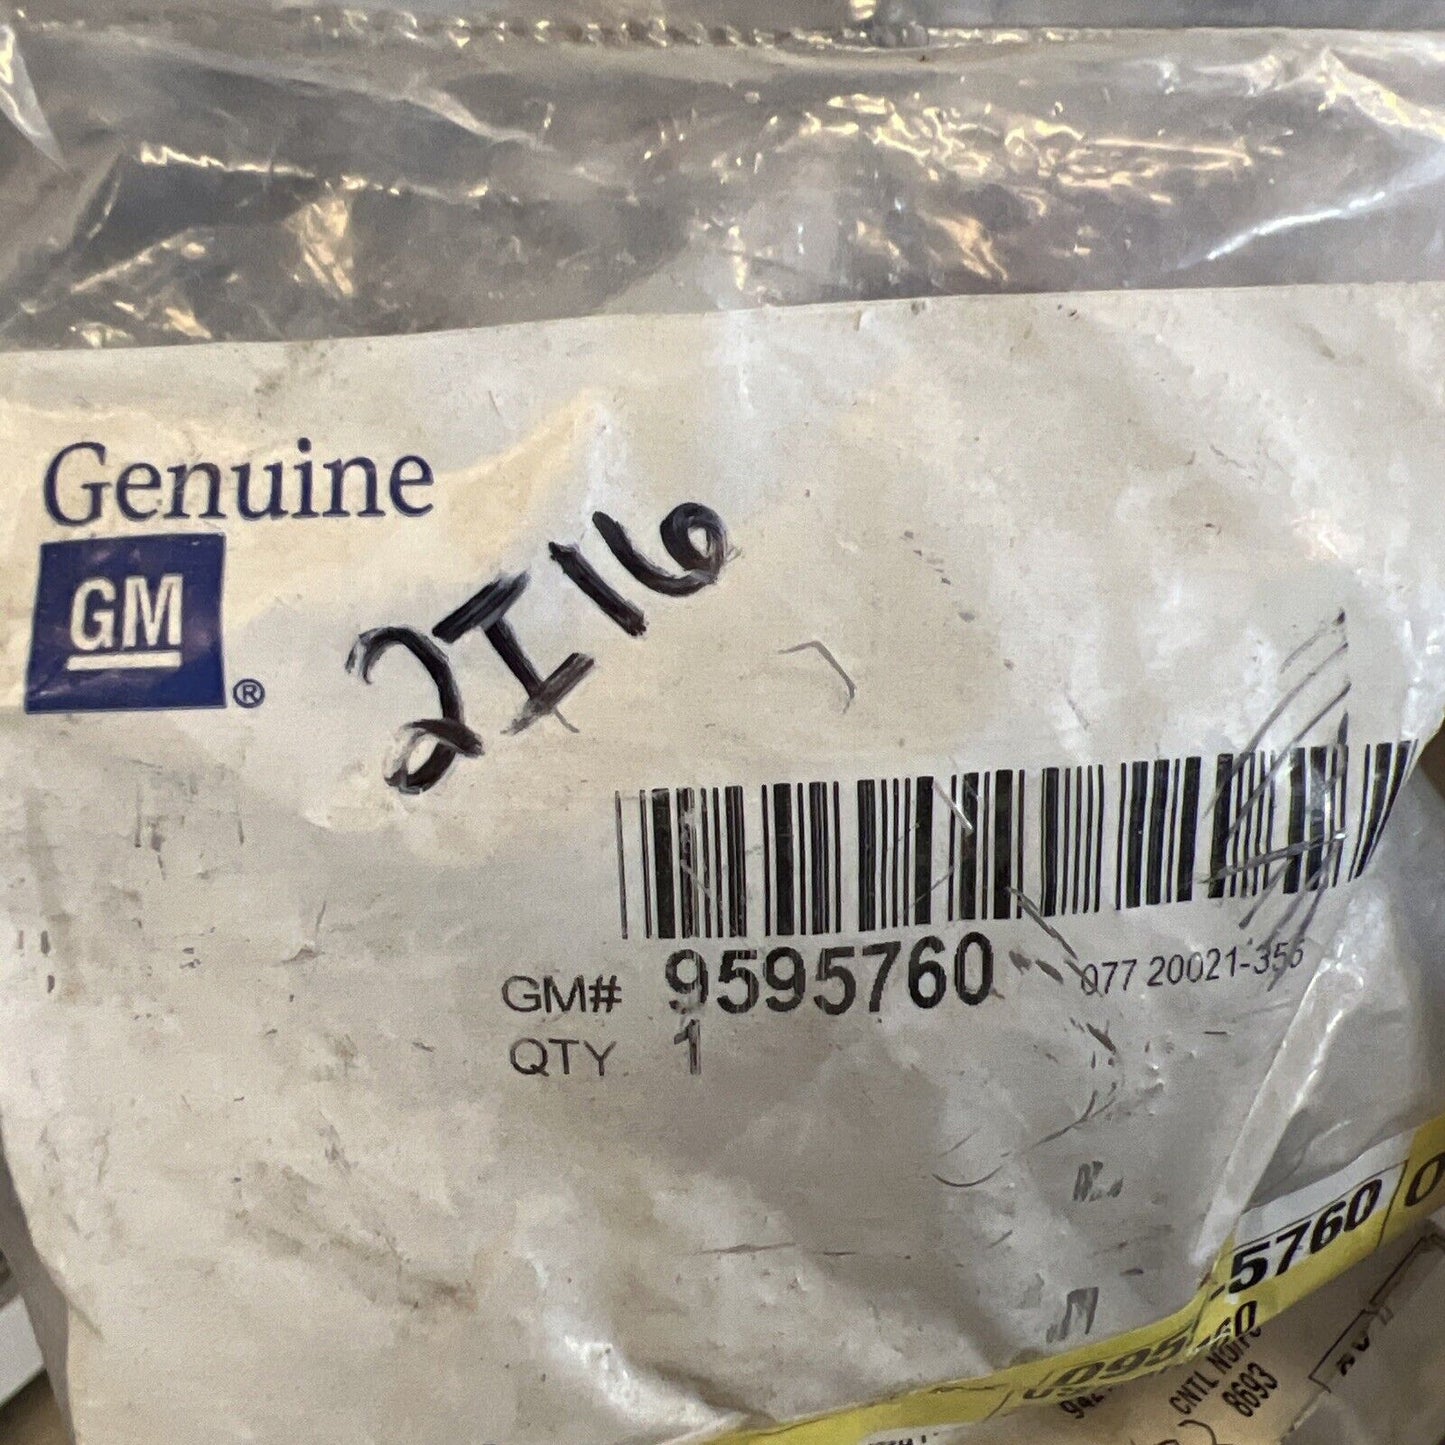 Genuine
GM
®
2I16
GM# 9595760 077 20021-356
QTY 1
5760
CNTL NO
8693